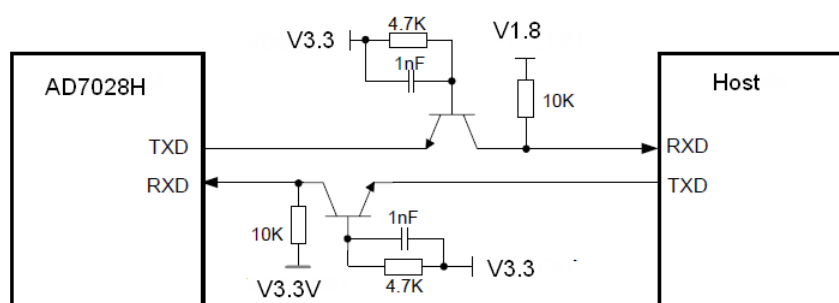 4.7K
V3.3
V1.8
1nF
AD7028H
Host
10K
TXD
RXD
RXD
TXD
1nF
10K
V3.3
V3.3V
4.7K